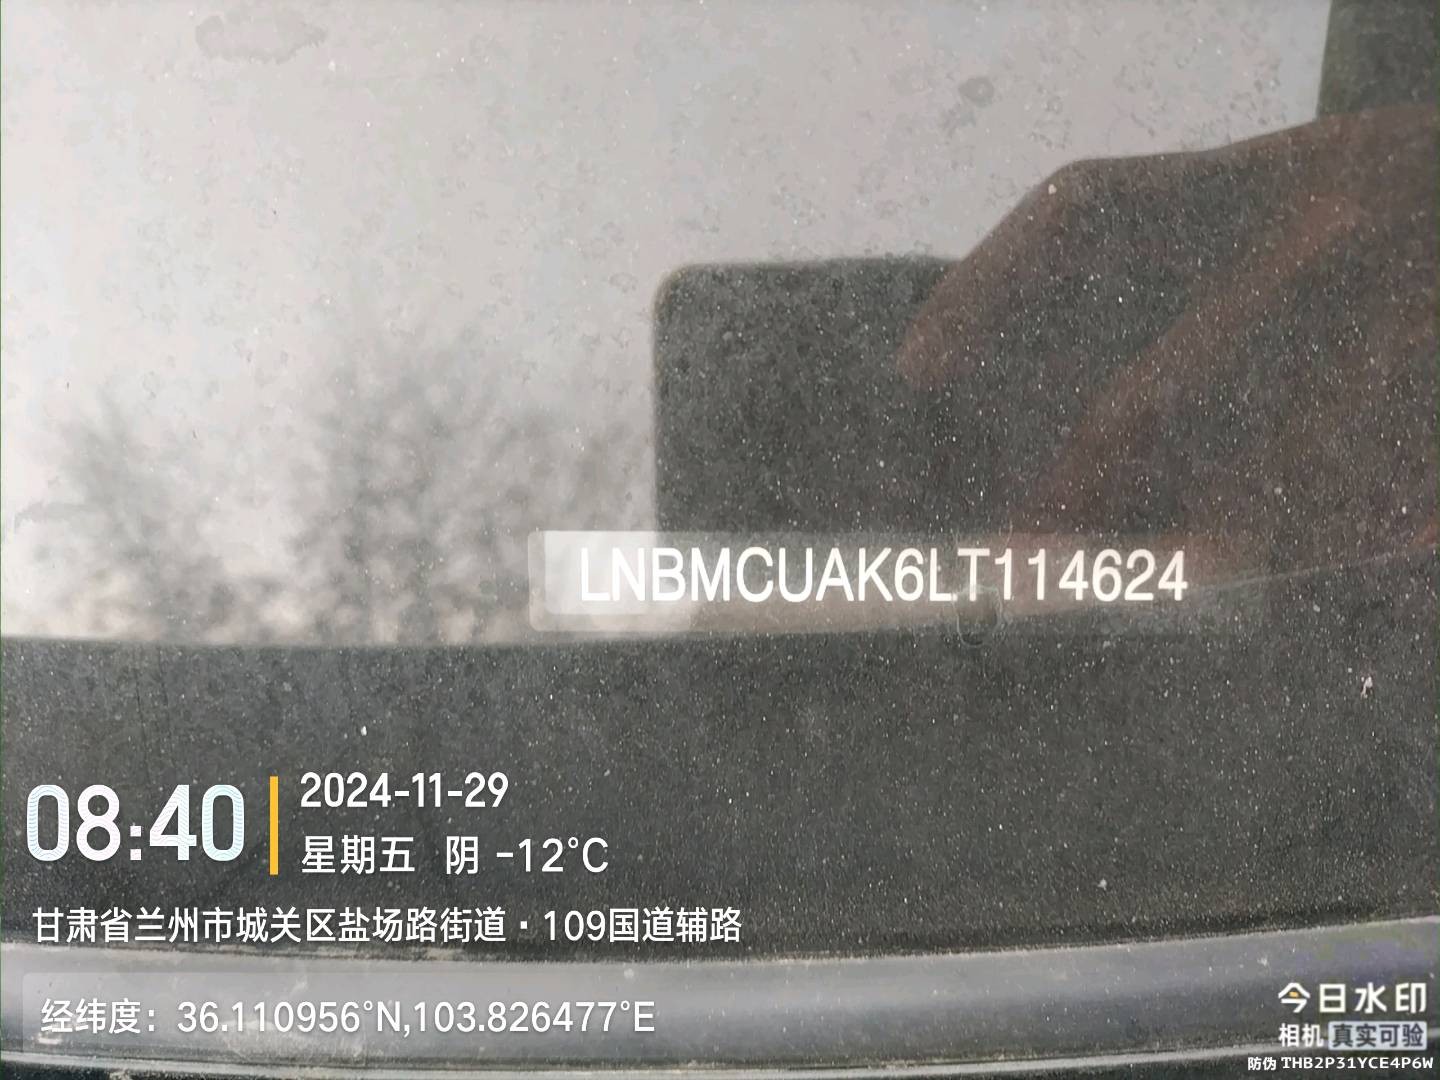 LNBMCUAK6LT114624
08:40
2024-11-29
星期五 阴 -12°C
甘肃省兰州市城关区盐场路街道·109国道辅路
经纬度：36.110956°N,103.826477°E
今日水印
相机 真实可验
防伪 THB2P31YCE4P6W